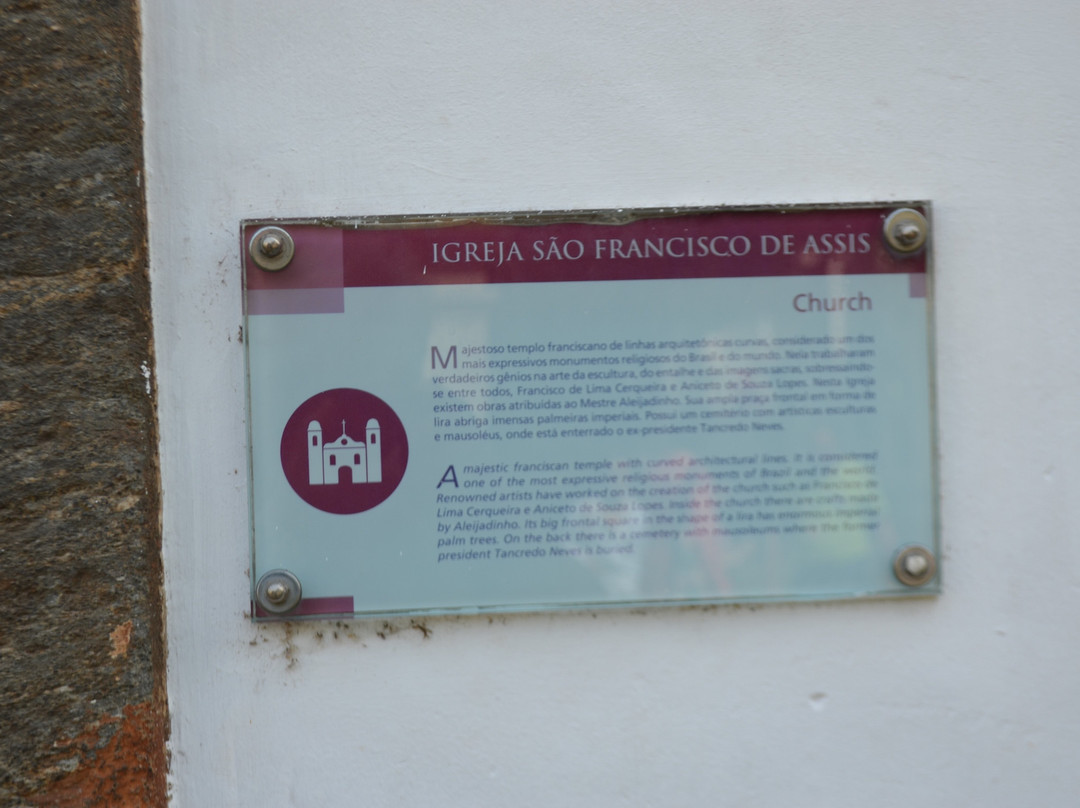 IGREJA SÃO FRANCISCO DE ASSIS
Church
Majestoso templo franciscano de linhas arquitetônicas curvas, considerado um dos
mais expressivos monumentos religiosos do Brasil e do mundo. Nela trabalharam
verdadeiros gênios na arte da escultura, do entalhe e das imagens sacras, sobressaindo-
se entre todos, Francisco de Lima Cerqueira e Aniceto de Souza Lopes. Nesta Igreja
existem obras atribuídas ao Mestre Aleijadinho. Sua ampla praça frontal em forma de
lira abriga imensas palmeiras imperiais. Possui um cemitério com artísticas esculturas
e mausoléus, onde está enterrado o ex-presidente Tancredo Neves.
A majestic franciscan temple with curved architectural lines. It is considered
one of the most expressive religious monuments of Brazil and the world.
Renowned artists have worked on the creation of the church such as Francisco de
Lima Cerqueira e Aniceto de Souza Lopes. Inside the church there are crafts made
by Aleijadinho. Its big frontal square in the shape of a lira has enormous imperial
palm trees. On the back there is a cemetery with mausoleums where the former
president Tancredo Neves is buried.